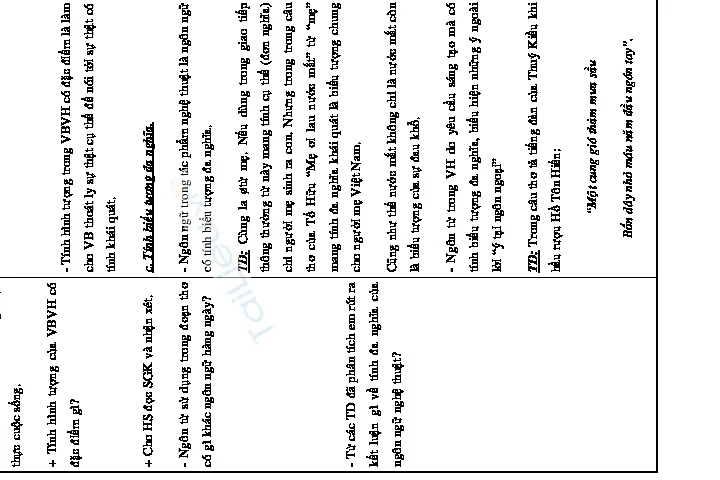 thực cuộc sống.
+ Tính hình tượng của VBVH có
đặc điểm gì?
+ Cho HS đọc SGK và nhận xét.
- Ngôn từ sử dụng trong đoạn thơ
có gì khác ngôn ngữ hàng ngày?
- Từ các TD đã phân tích em rút ra
kết luận gì về tính đa nghĩa của
ngôn ngữ nghệ thuật?
- Tính hình tượng trong VBVH có đặc điểm là làm
cho VB thoát ly sự thật cụ thể để nói tới sự thật có
tính khái quát.
c. Tính biểu tượng đa nghĩa.
- Ngôn ngữ trong tác phẩm nghệ thuật là ngôn ngữ
có tính biểu tượng đa nghĩa.
TD: Cùng là từ mẹ. Nếu dùng trong giao tiếp
thông thường từ này mang tính cụ thể (đơn nghĩa)
chỉ người mẹ sinh ra con. Nhưng trong trong câu
thơ của Tố Hữu “Mẹ ơi lau nước mắt” từ “mẹ”
mang tính đa nghĩa khái quát là biểu tượng chung
cho người mẹ Việt Nam.
Cũng như thế nước mắt không chỉ là nước mắt còn
là biểu tượng của sự đau khổ.
- Ngôn từ trong VH do yêu cầu sáng tạo mà có
tính biểu tượng đa nghĩa, biểu hiện những ý ngoài
lời “ý tại ngôn ngoại”
TD: Trong câu thơ tả tiếng đàn của Thuý Kiều khi
hầu rượu Hồ Tôn Hiến:
“Một cung gió thảm mưa sầu
Bốn dây nhỏ máu năm đầu ngón tay”.